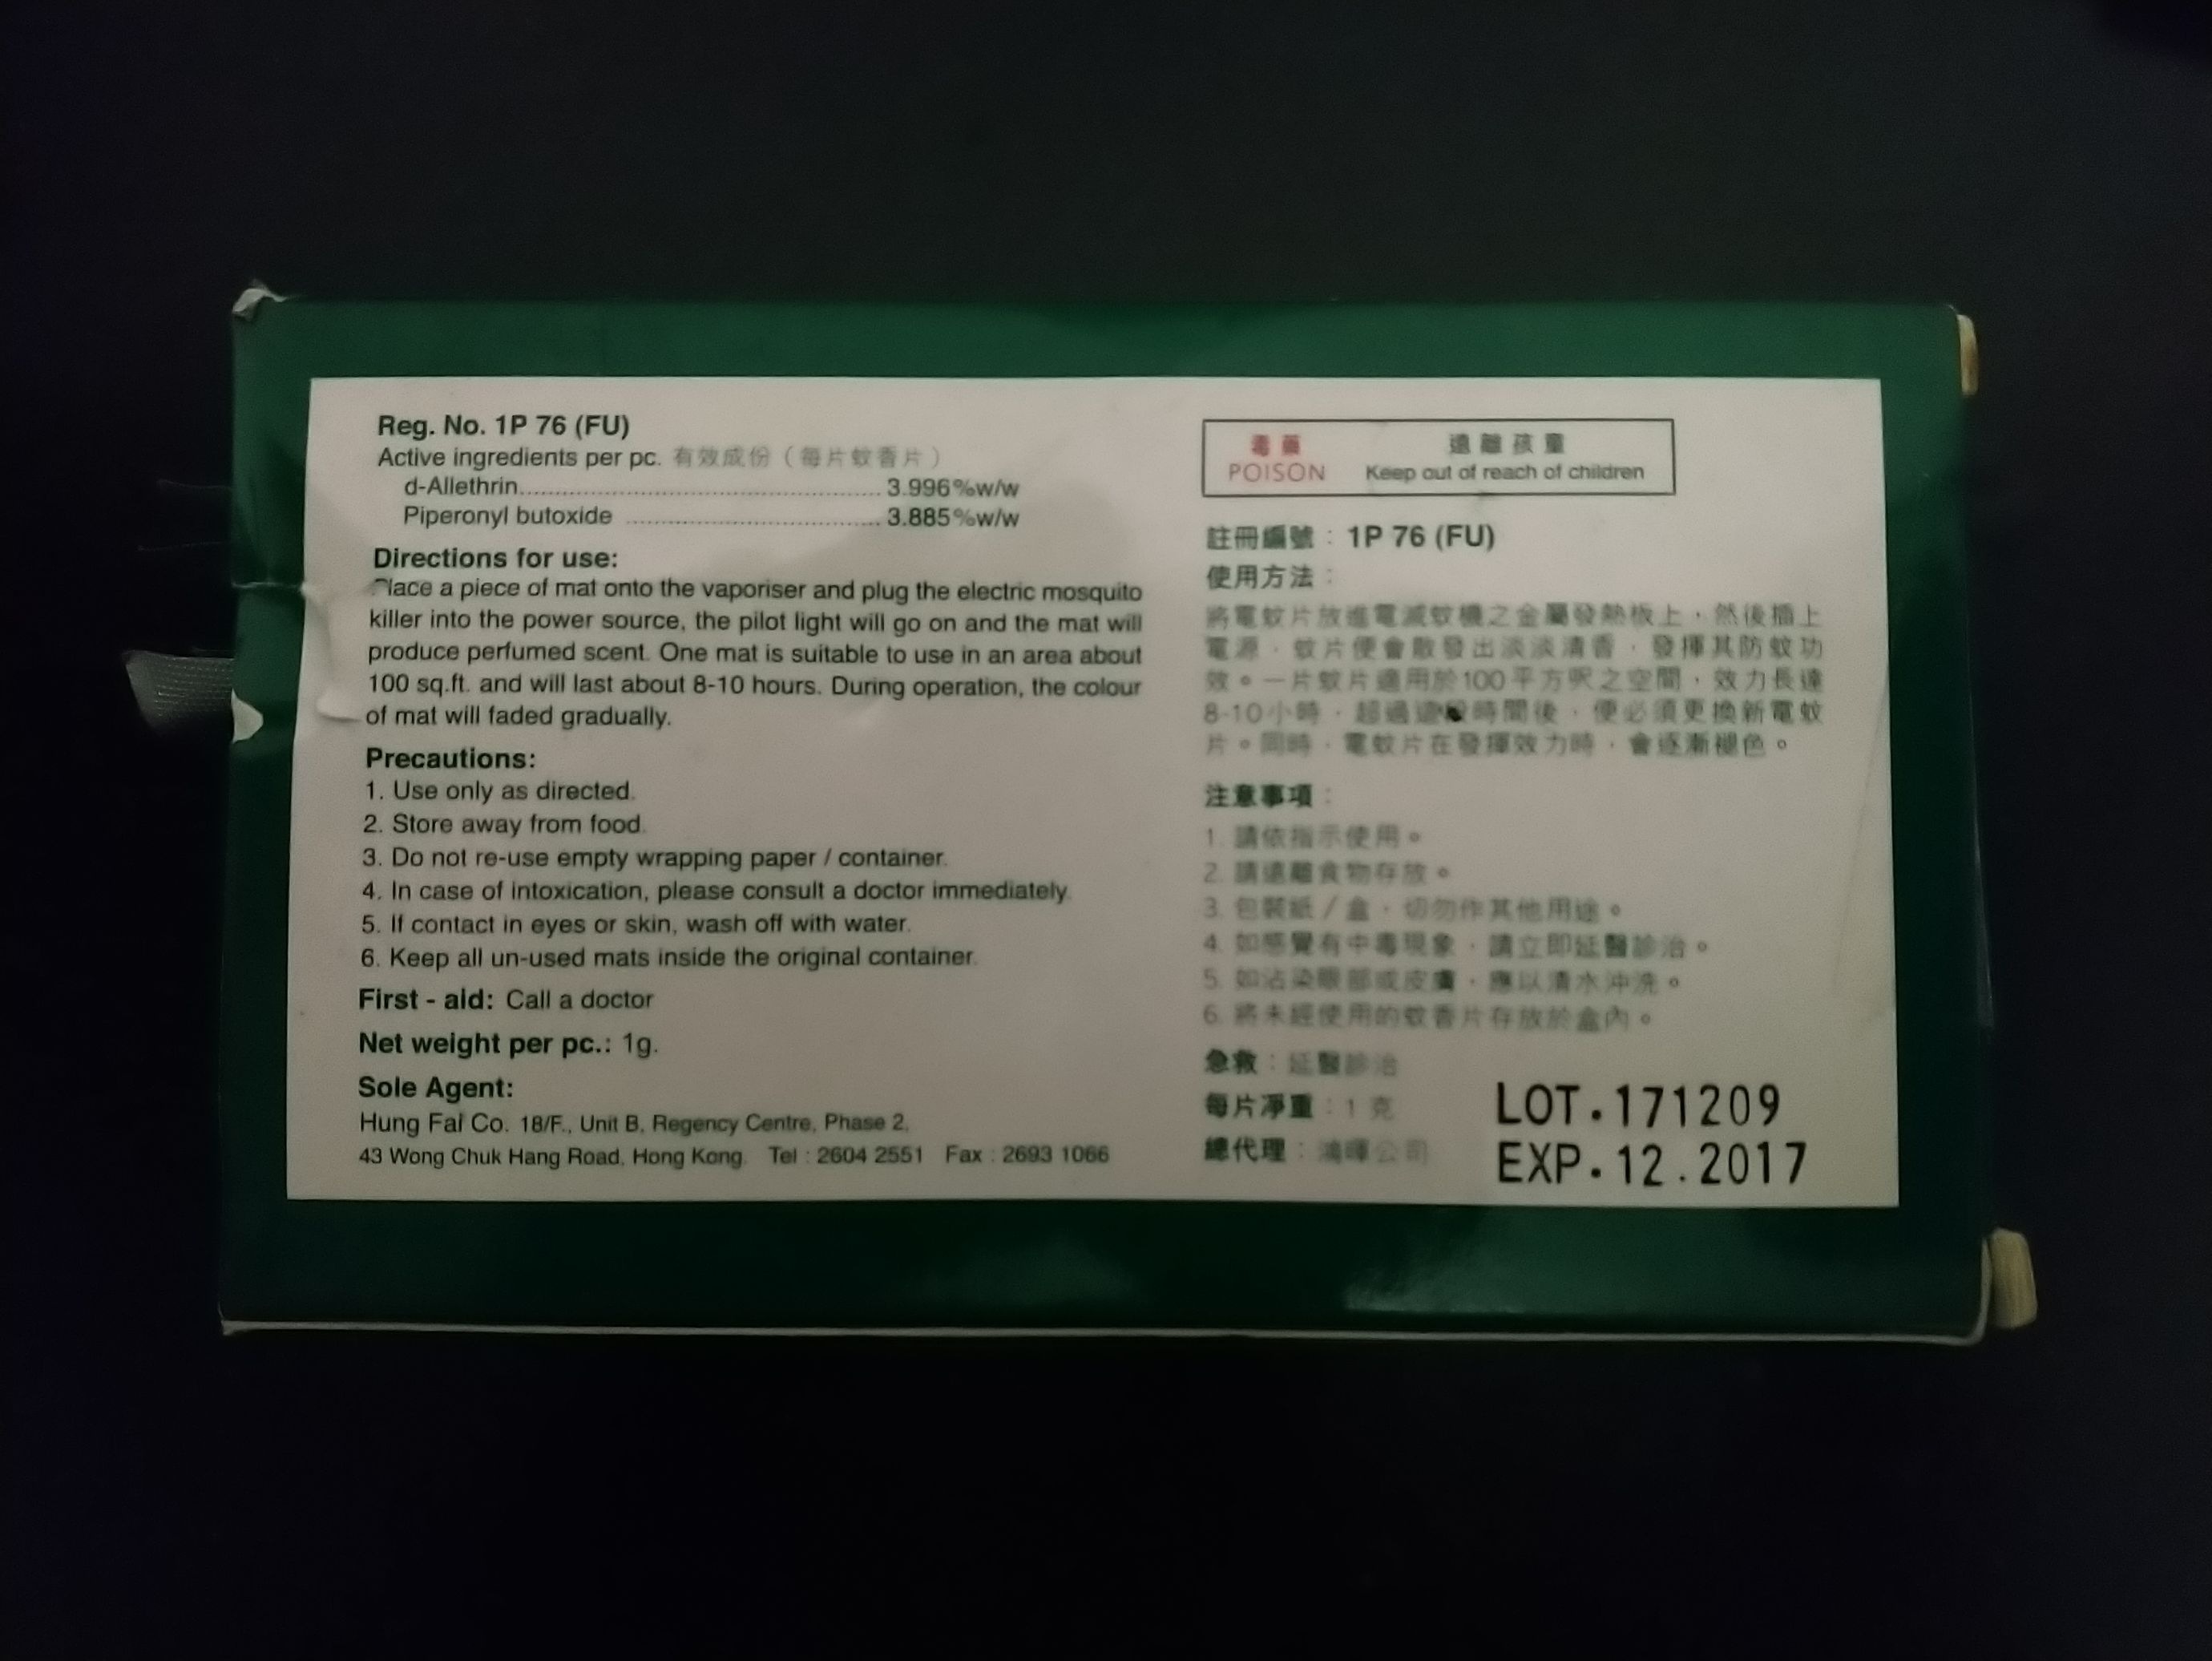 Reg. No. 1P 76 (FU)
Active ingredients per pc. 有效成份（每片蚊香片）
d-Allethrin........................................................ 3.996%w/w
Piperonyl butoxide ........................................ 3.885%w/w
Directions for use:
Place a piece of mat onto the vaporiser and plug the electric mosquito
killer into the power source, the pilot light will go on and the mat will
produce perfumed scent. One mat is suitable to use in an area about
100 sq.ft. and will last about 8-10 hours. During operation, the colour
of mat will faded gradually.
Precautions:
1. Use only as directed.
2. Store away from food.
3. Do not re-use empty wrapping paper / container.
4. In case of intoxication, please consult a doctor immediately.
5. If contact in eyes or skin, wash off with water.
6. Keep all un-used mats inside the original container.
First - aid: Call a doctor
Net weight per pc.: 1g.
Sole Agent:
Hung Fai Co. 18/F., Unit B, Regency Centre, Phase 2,
43 Wong Chuk Hang Road, Hong Kong. Tel : 2604 2551 Fax : 2693 1066
毒藥 遠離孩童
POISON Keep out of reach of children
註冊編號：1P 76 (FU)
使用方法：
將電蚊片放進電滅蚊機之金屬發熱板上，然後插上
電源，蚊片便會散發出淡淡清香，發揮其防蚊功
效。一片蚊片適用於100平方呎之空間，效力長達
8-10小時，超過這段時間後，便必須更換新電蚊
片。同時，電蚊片在發揮效力時，會逐漸褪色。
注意事項：
1. 請依指示使用。
2. 請遠離食物存放。
3. 包裝紙／盒，切勿作其他用途。
4. 如感覺有中毒現象，請立即延醫診治。
5. 如沾染眼部或皮膚，應以清水沖洗。
6. 將未經使用的蚊香片存放於盒內。
急救：延醫診治
每片凈重：1 克
總代理：鴻暉公司
LOT.171209
EXP.12.2017